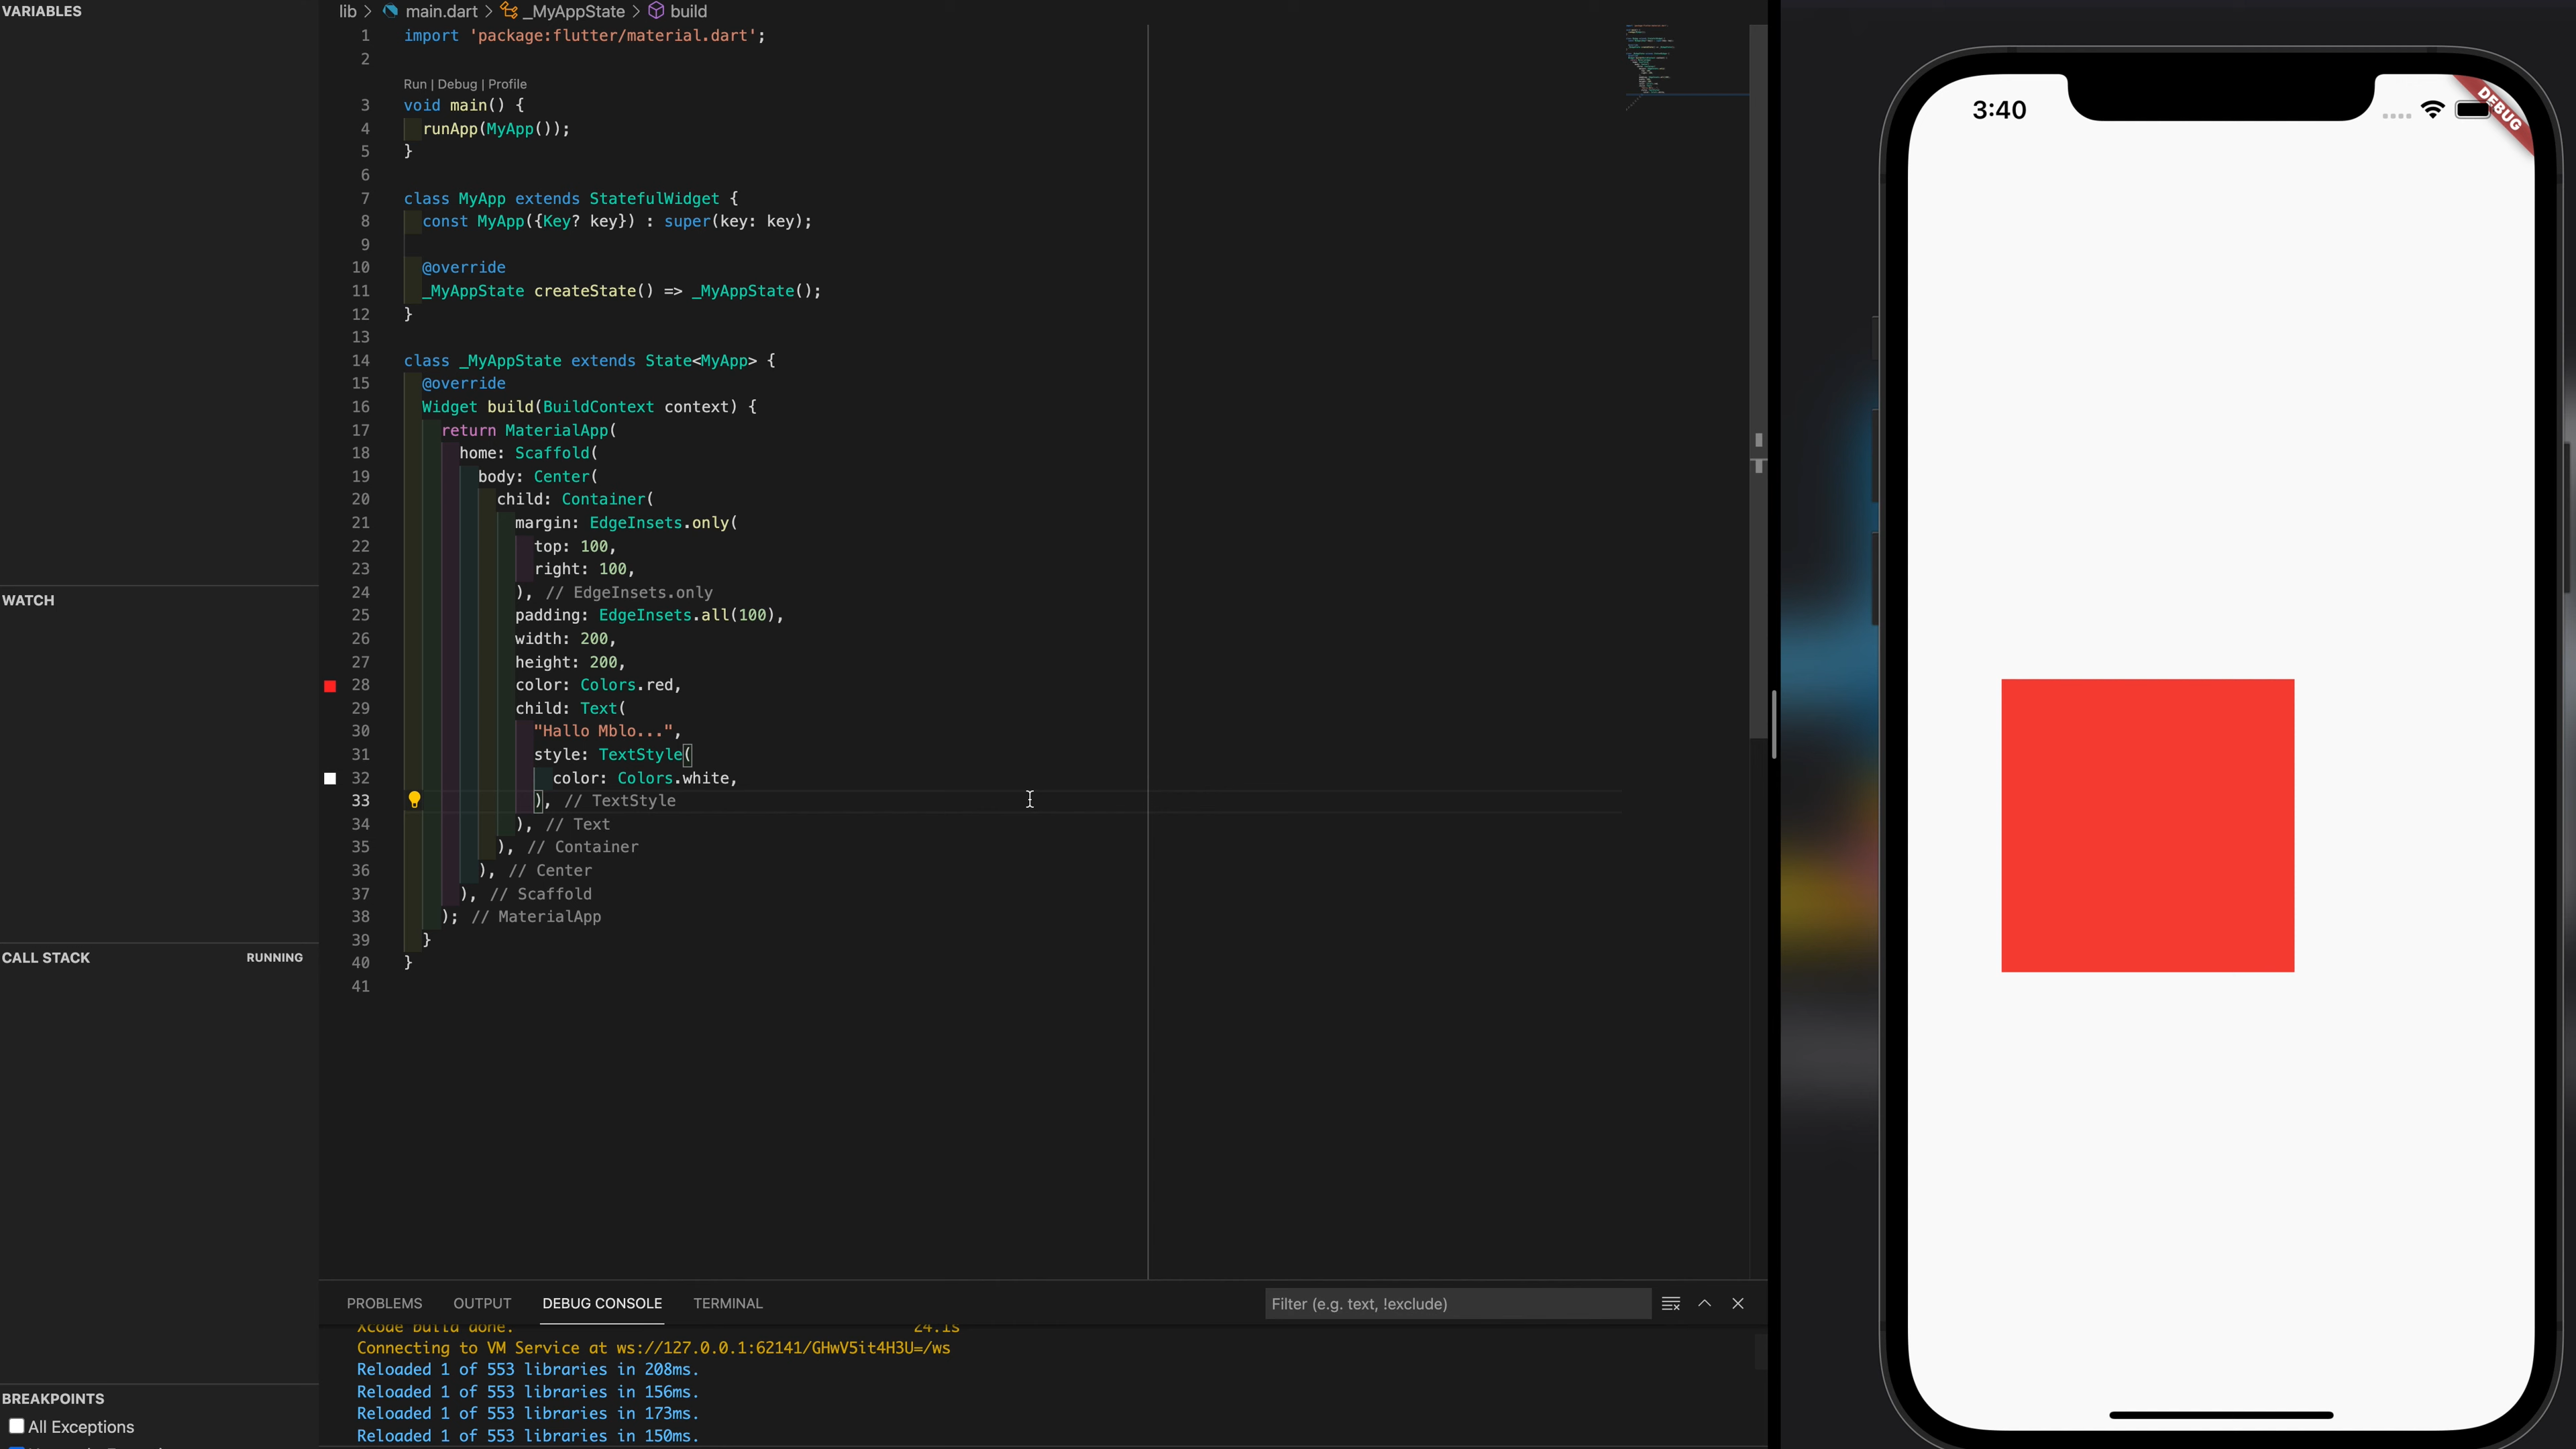 VARIABLES
WATCH
CALL STACK RUNNING
BREAKPOINTS
All Exceptions
lib > main.dart > _MyAppState > build
1 import 'package:flutter/material.dart';
2
Run | Debug | Profile
3 void main() {
4 runApp(MyApp());
5 }
6
7 class MyApp extends StatefulWidget {
8 const MyApp({Key? key}) : super(key: key);
9
10 @override
11 _MyAppState createState() => _MyAppState();
12 }
13
14 class _MyAppState extends State<MyApp> {
15 @override
16 Widget build(BuildContext context) {
17 return MaterialApp(
18 home: Scaffold(
19 body: Center(
20 child: Container(
21 margin: EdgeInsets.only(
22 top: 100,
23 right: 100,
24 ), // EdgeInsets.only
25 padding: EdgeInsets.all(100),
26 width: 200,
27 height: 200,
28 color: Colors.red,
29 child: Text(
30 "Hallo Mblo...",
31 style: TextStyle(
32 color: Colors.white,
33 ), // TextStyle
34 ), // Text
35 ), // Container
36 ), // Center
37 ), // Scaffold
38 ); // MaterialApp
39 }
40 }
41
PROBLEMS OUTPUT DEBUG CONSOLE TERMINAL Filter (e.g. text, !exclude)
Xcode build done. 24.1s
Connecting to VM Service at ws://127.0.0.1:62141/GHwV5it4H3U=/ws
Reloaded 1 of 553 libraries in 208ms.
Reloaded 1 of 553 libraries in 156ms.
Reloaded 1 of 553 libraries in 173ms.
Reloaded 1 of 553 libraries in 150ms.
3:40
DEBUG